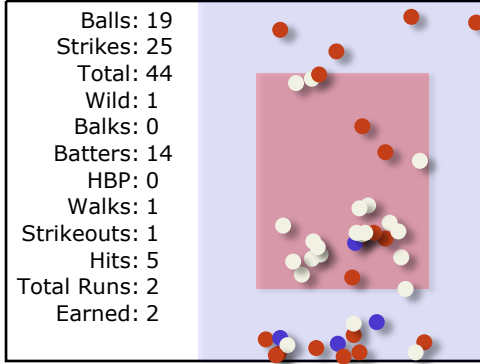 Balls: 19
Strikes: 25
Total: 44
Wild: 1
Balks: 0
Batters: 14
HBP: 0
Walks: 1
Strikeouts: 1
Hits: 5
Total Runs: 2
Earned: 2